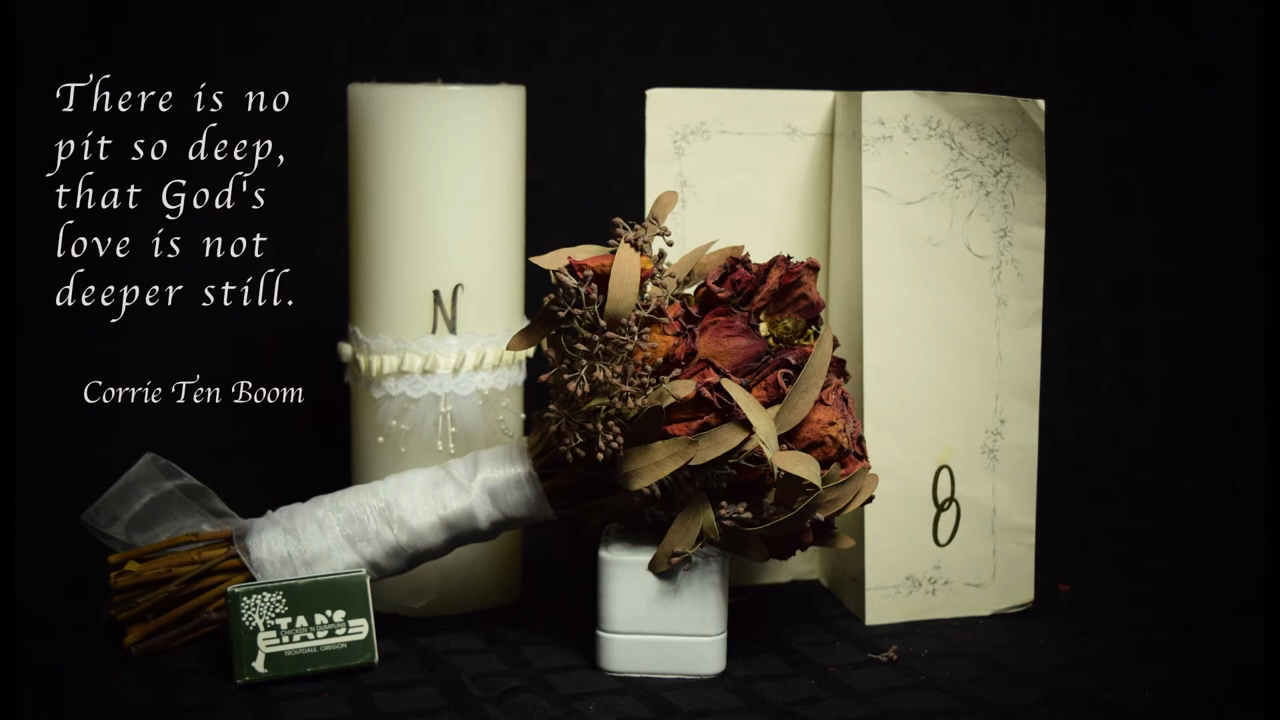 There is no
pit so deep,
that God's
love is not
deeper still.
Corrie Ten Boom
N
TAD'S
CHICKEN 'N DUMPLINS
TROUTDALE, OREGON